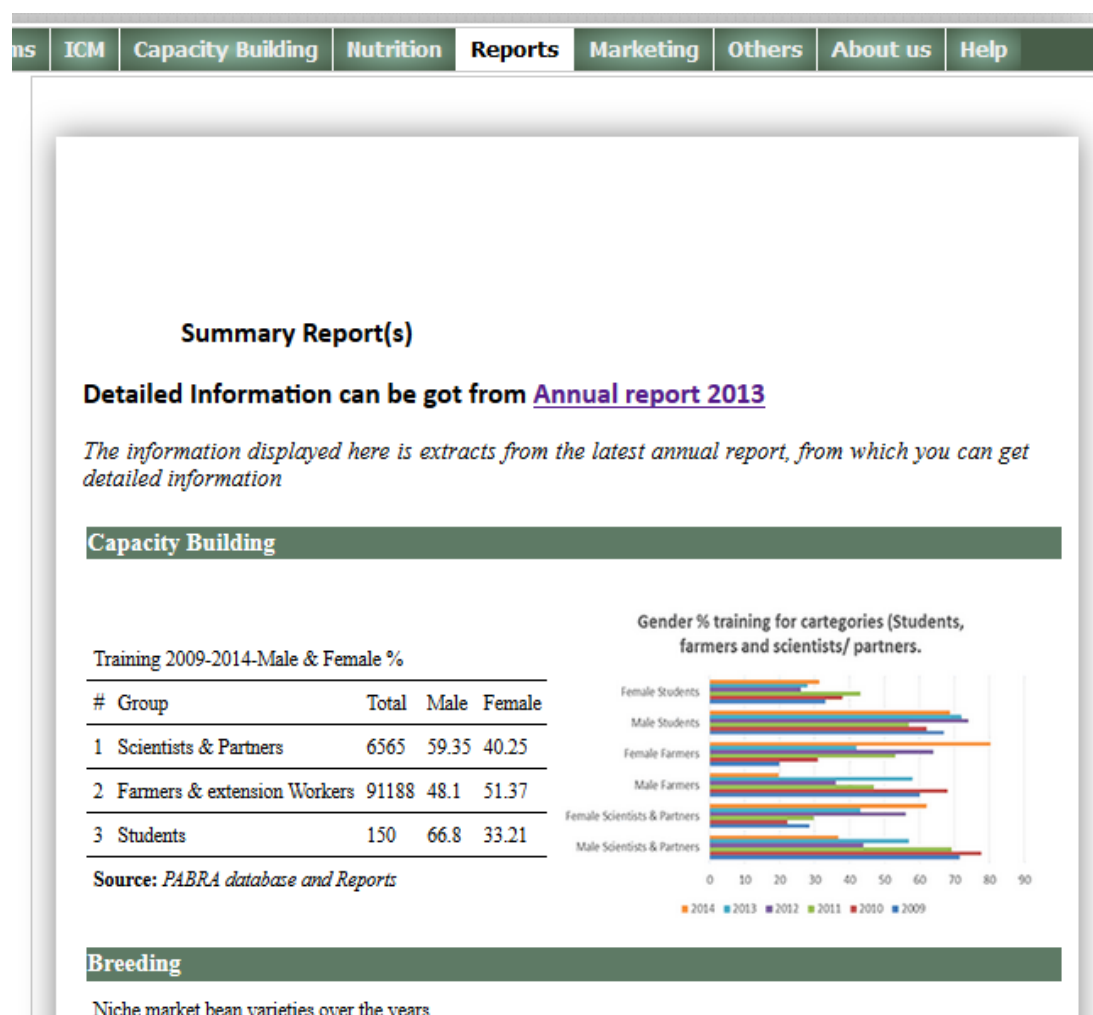 ms ICM Capacity Building Nutrition Reports Marketing Others About us Help
Summary Report(s)
Detailed Information can be got from Annual report 2013
The information displayed here is extracts from the latest annual report, from which you can get
detailed information
Capacity Building
Training 2009-2014-Male & Female %
# Group Total Male Female
1 Scientists & Partners 6565 59.35 40.25
2 Farmers & extension Workers 91188 48.1 51.37
3 Students 150 66.8 33.21
Source: PABRA database and Reports
Gender % training for cartegories (Students,
farmers and scientists/ partners.
Female Students
Male Students
Female Farmers
Male Farmers
Female Scientists & Partners
Male Scientists & Partners
0 10 20 30 40 50 60 70 80 90
2014 2013 2012 2011 2010 2009
Breeding
Niche market bean varieties over the years